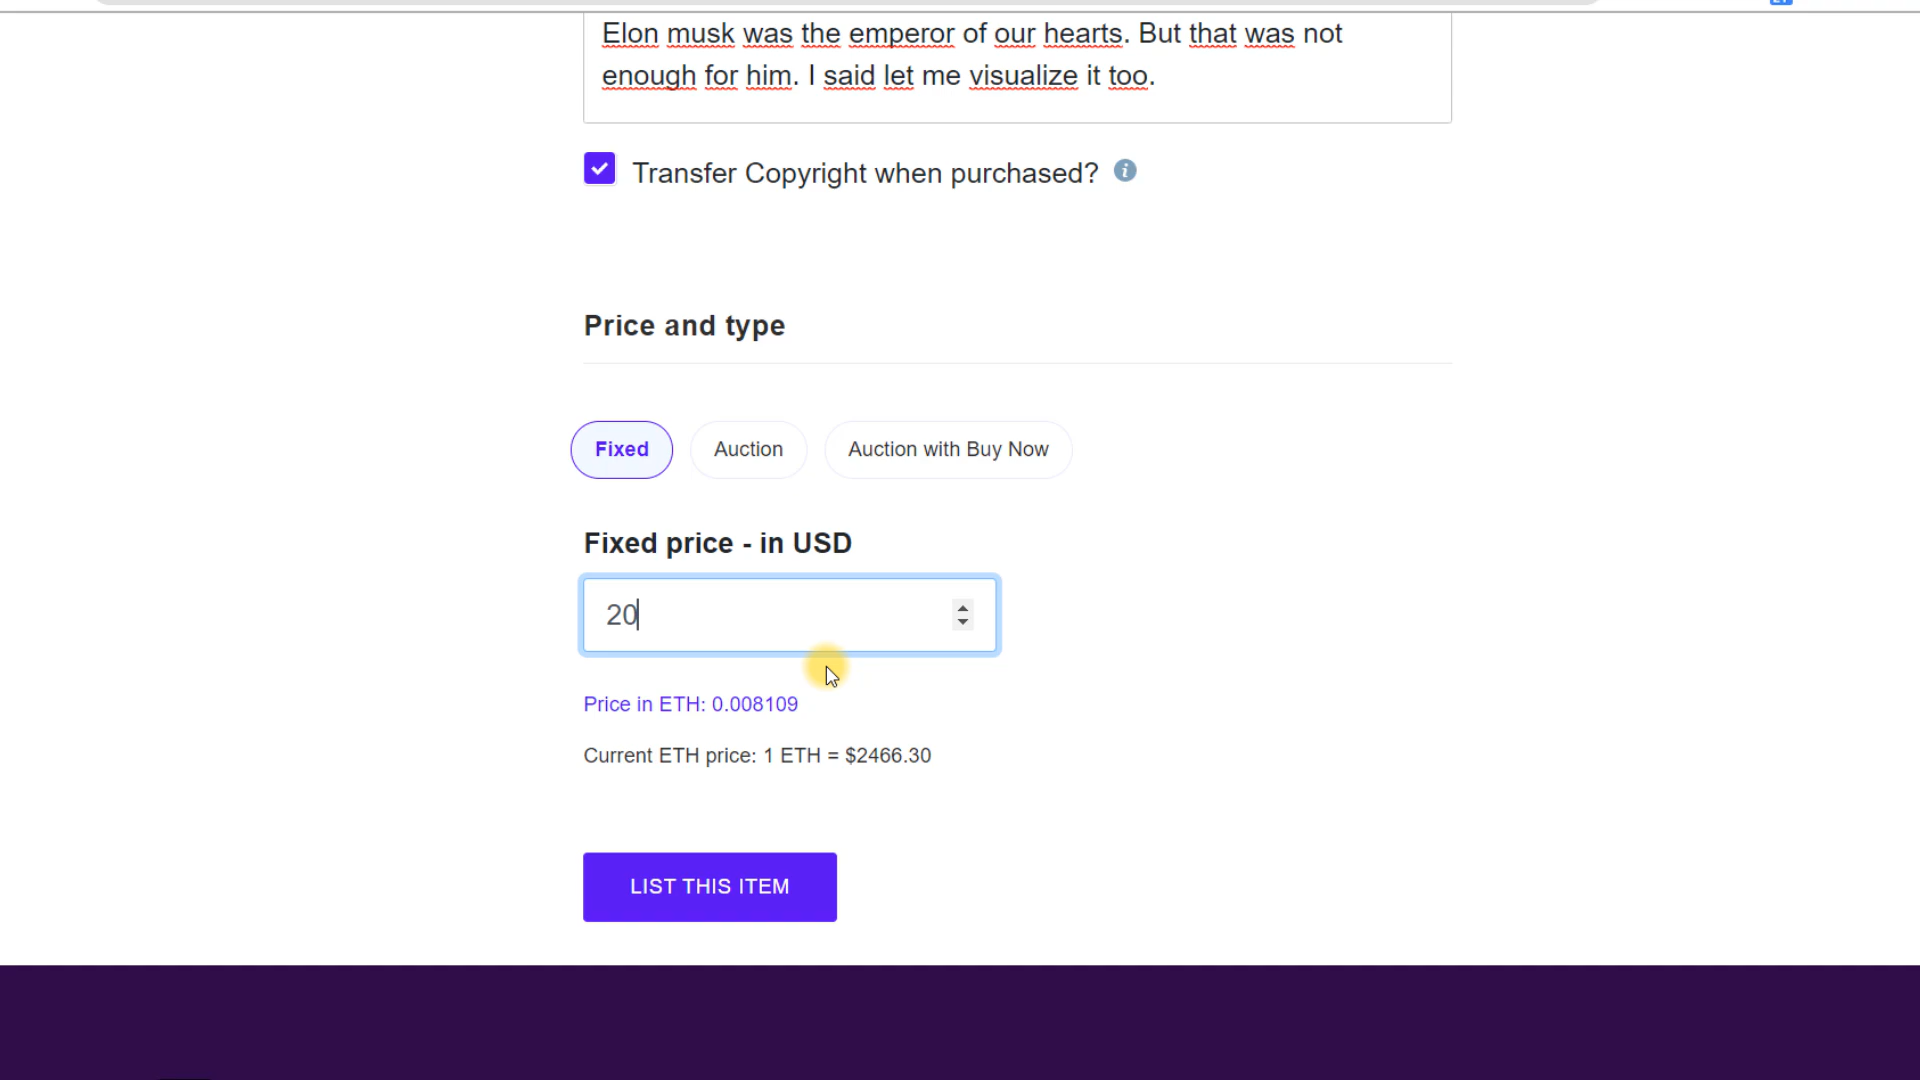 Elon musk was the emperor of our hearts. But that was not
enough for him. I said let me visualize it too.
Transfer Copyright when purchased?
Price and type
Fixed
Auction
Auction with Buy Now
Fixed price - in USD
20
Price in ETH: 0.008109
Current ETH price: 1 ETH = $2466.30
LIST THIS ITEM